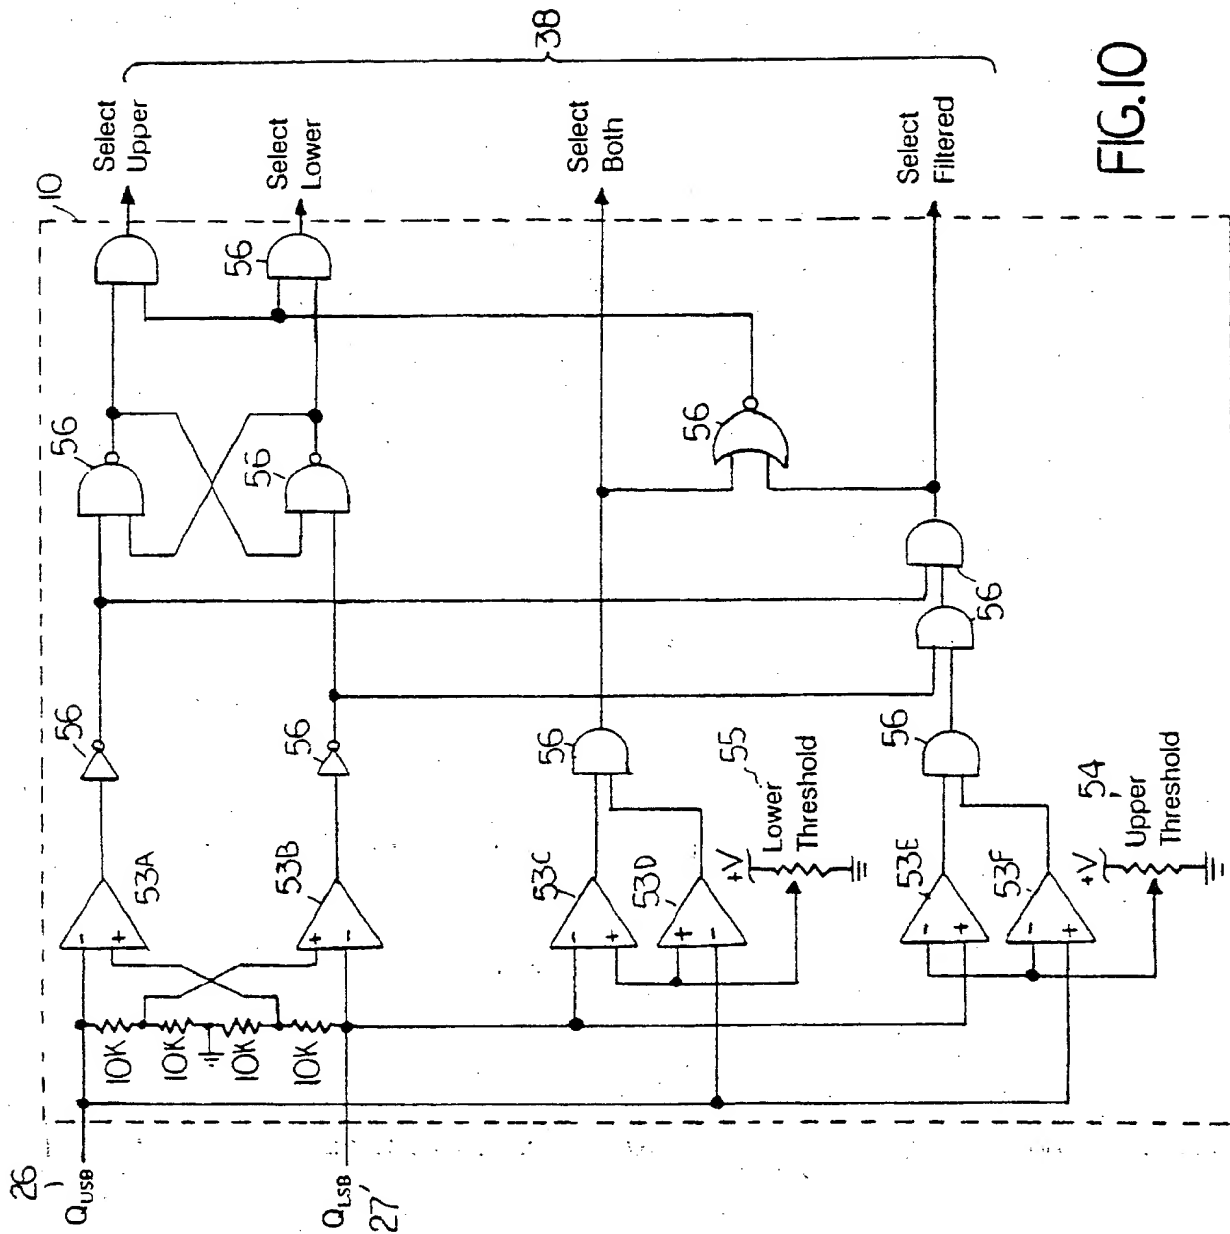 10
Select
Upper
Select
Lower
38
Select
Both
Select
Filtered
FIG.10
56
56
56
56
56
56
56
56
56
56
26
Q_USB
53A
10K
10K
10K
10K
53B
Q_LSB
27
53C
53D
+V
55
Lower
Threshold
53E
53F
+V
54
Upper
Threshold
-
+
+
-
-
+
+
-
-
+
-
+